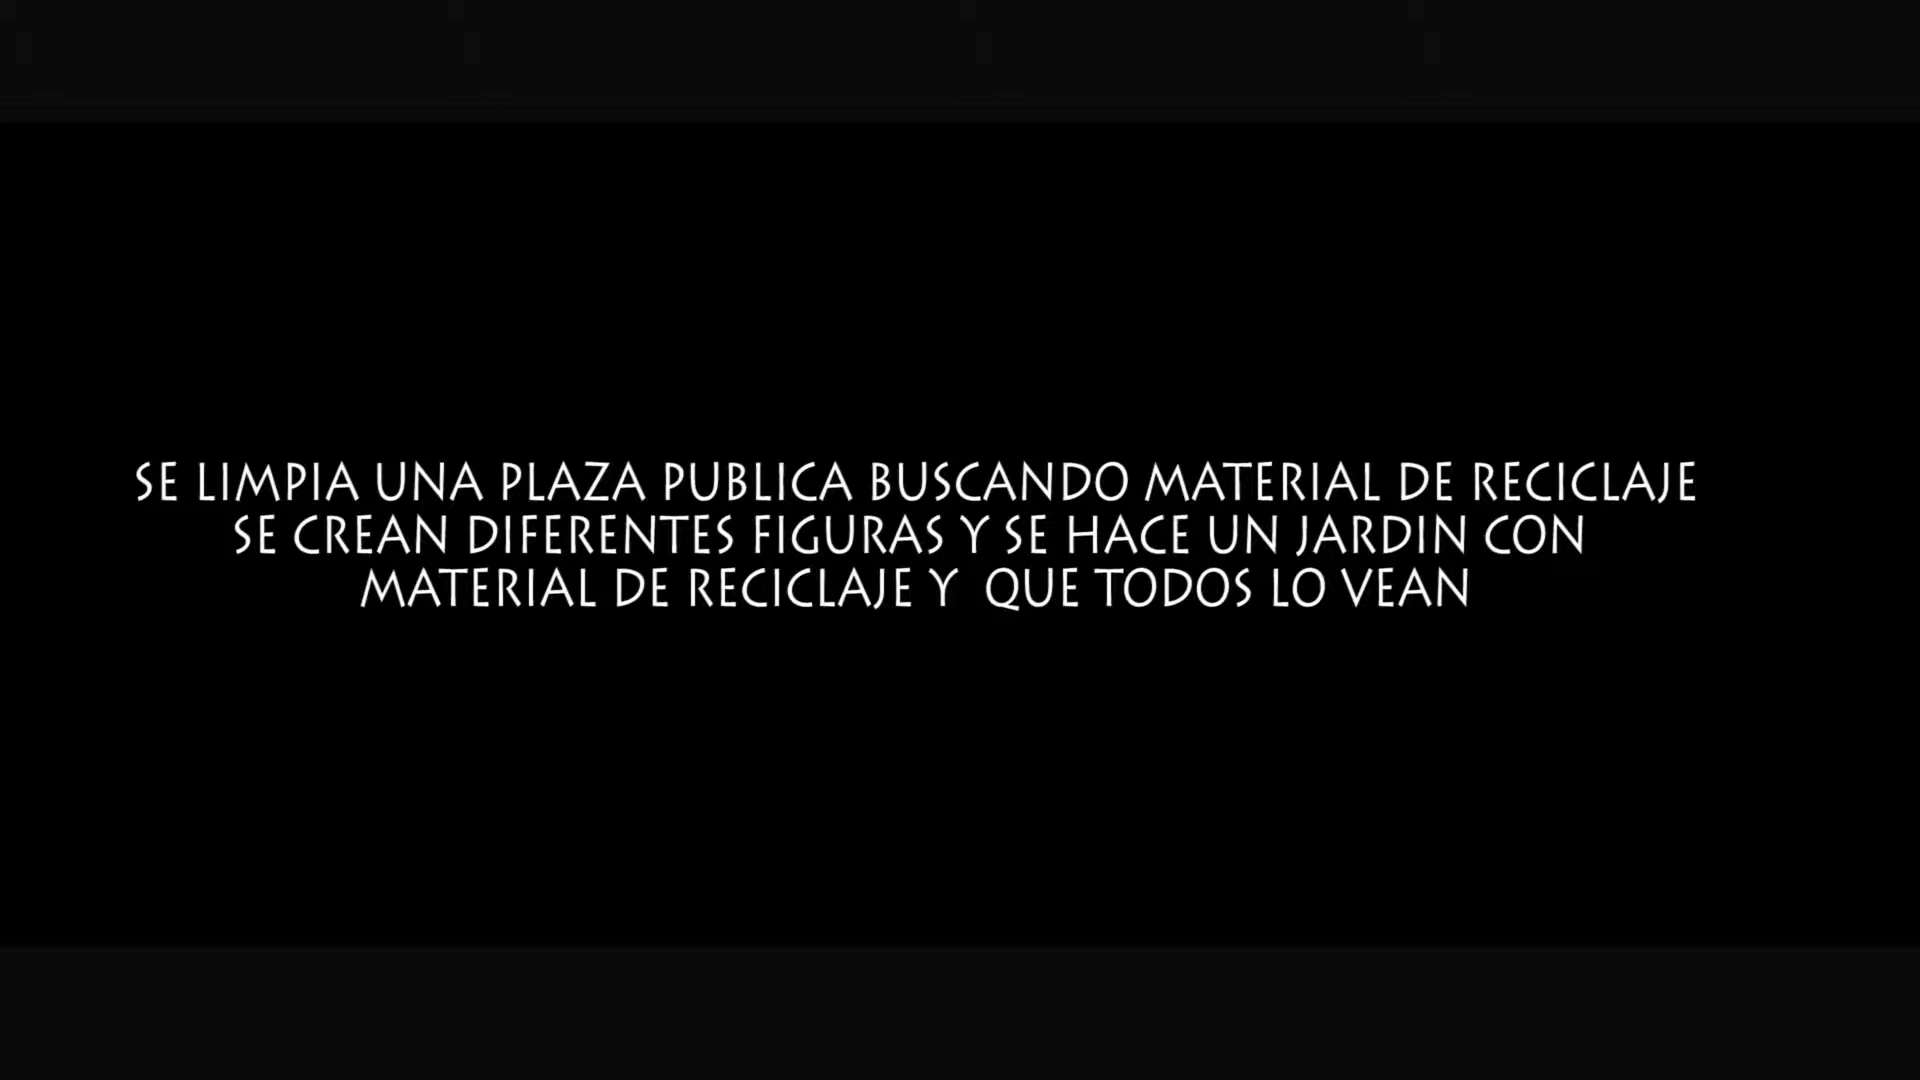 SE LIMPIA UNA PLAZA PUBLICA BUSCANDO MATERIAL DE RECICLAJE
SE CREAN DIFERENTES FIGURAS Y SE HACE UN JARDIN CON
MATERIAL DE RECICLAJE Y QUE TODOS LO VEAN